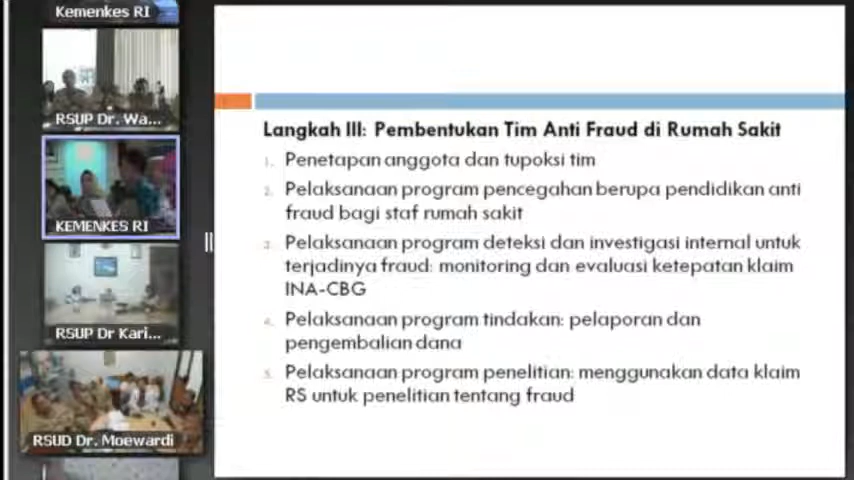 Kemenkes RI
RSUP Dr. Wa...
KEMENKES RI
RSUP Dr Kari...
RSUD Dr. Moewardi
Langkah III: Pembentukan Tim Anti Fraud di Rumah Sakit
1. Penetapan anggota dan tupoksi tim
2. Pelaksanaan program pencegahan berupa pendidikan anti
fraud bagi staf rumah sakit
3. Pelaksanaan program deteksi dan investigasi internal untuk
terjadinya fraud: monitoring dan evaluasi ketepatan klaim
INA-CBG
4. Pelaksanaan program tindakan: pelaporan dan
pengembalian dana
5. Pelaksanaan program penelitian: menggunakan data klaim
RS untuk penelitian tentang fraud